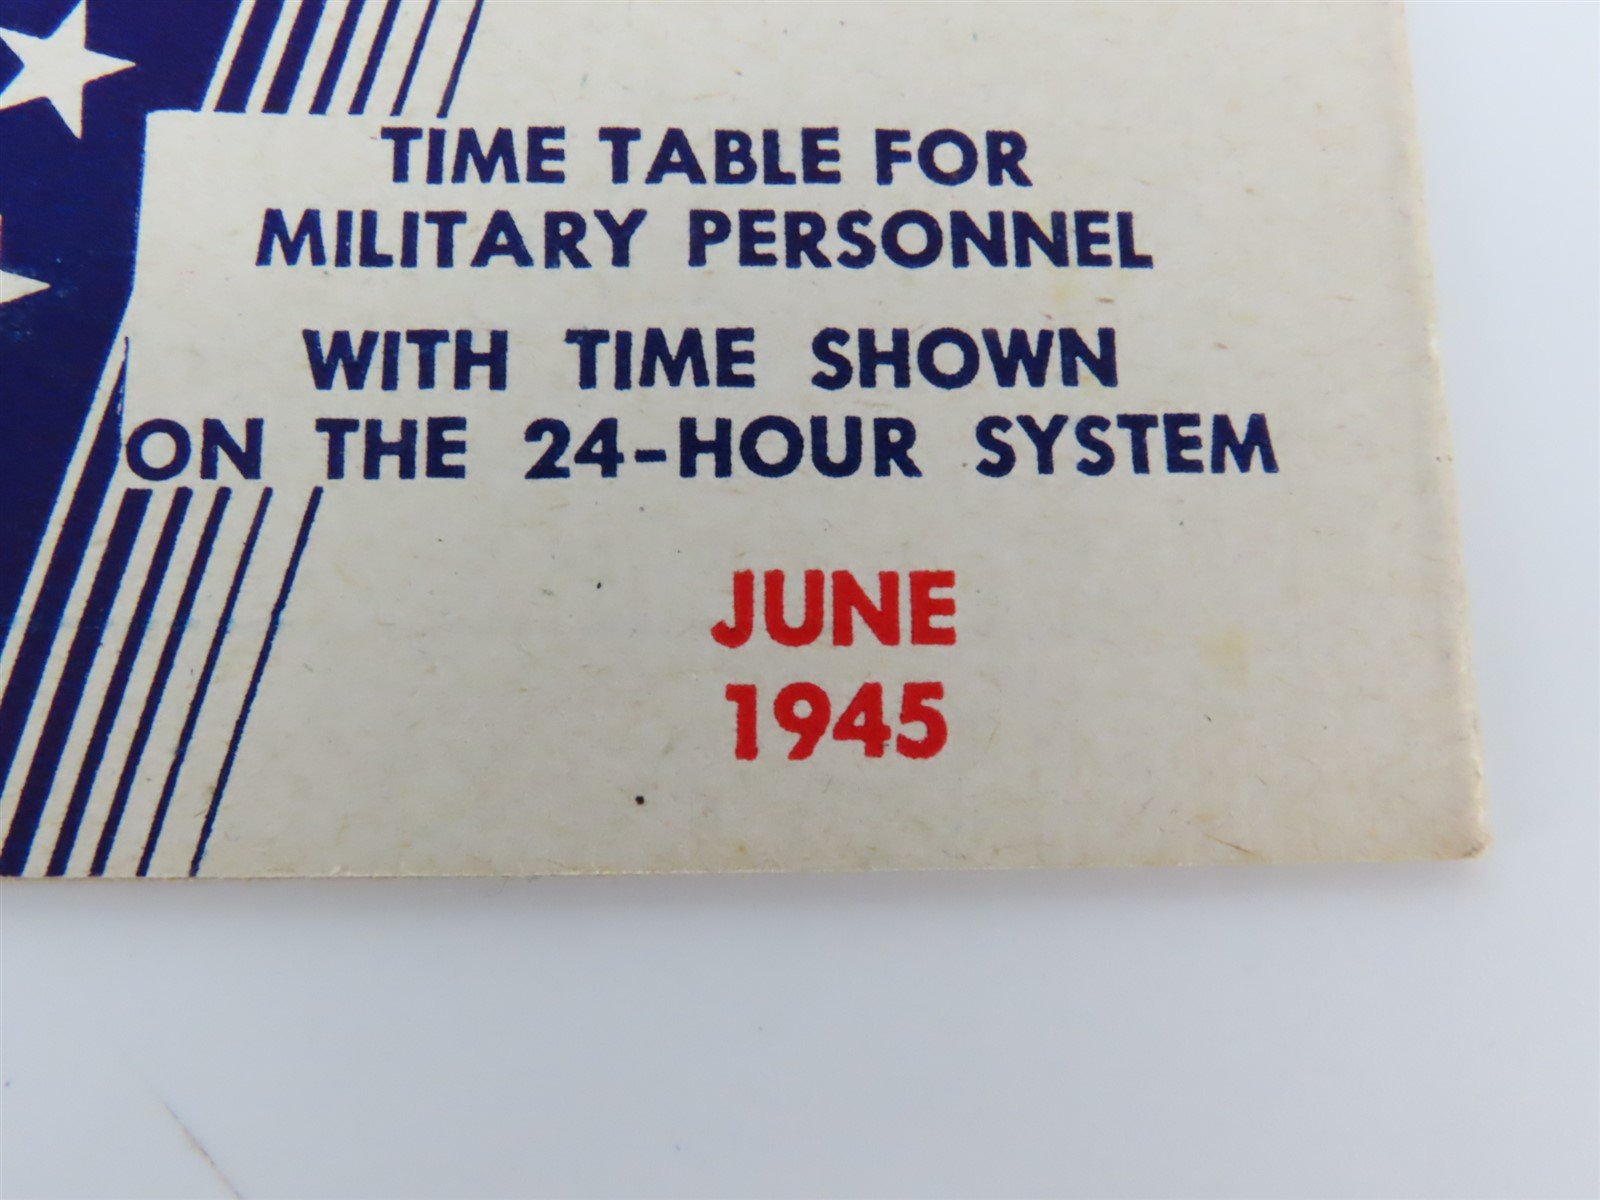 TIME TABLE FOR
MILITARY PERSONNEL
WITH TIME SHOWN
ON THE 24-HOUR SYSTEM
JUNE
1945